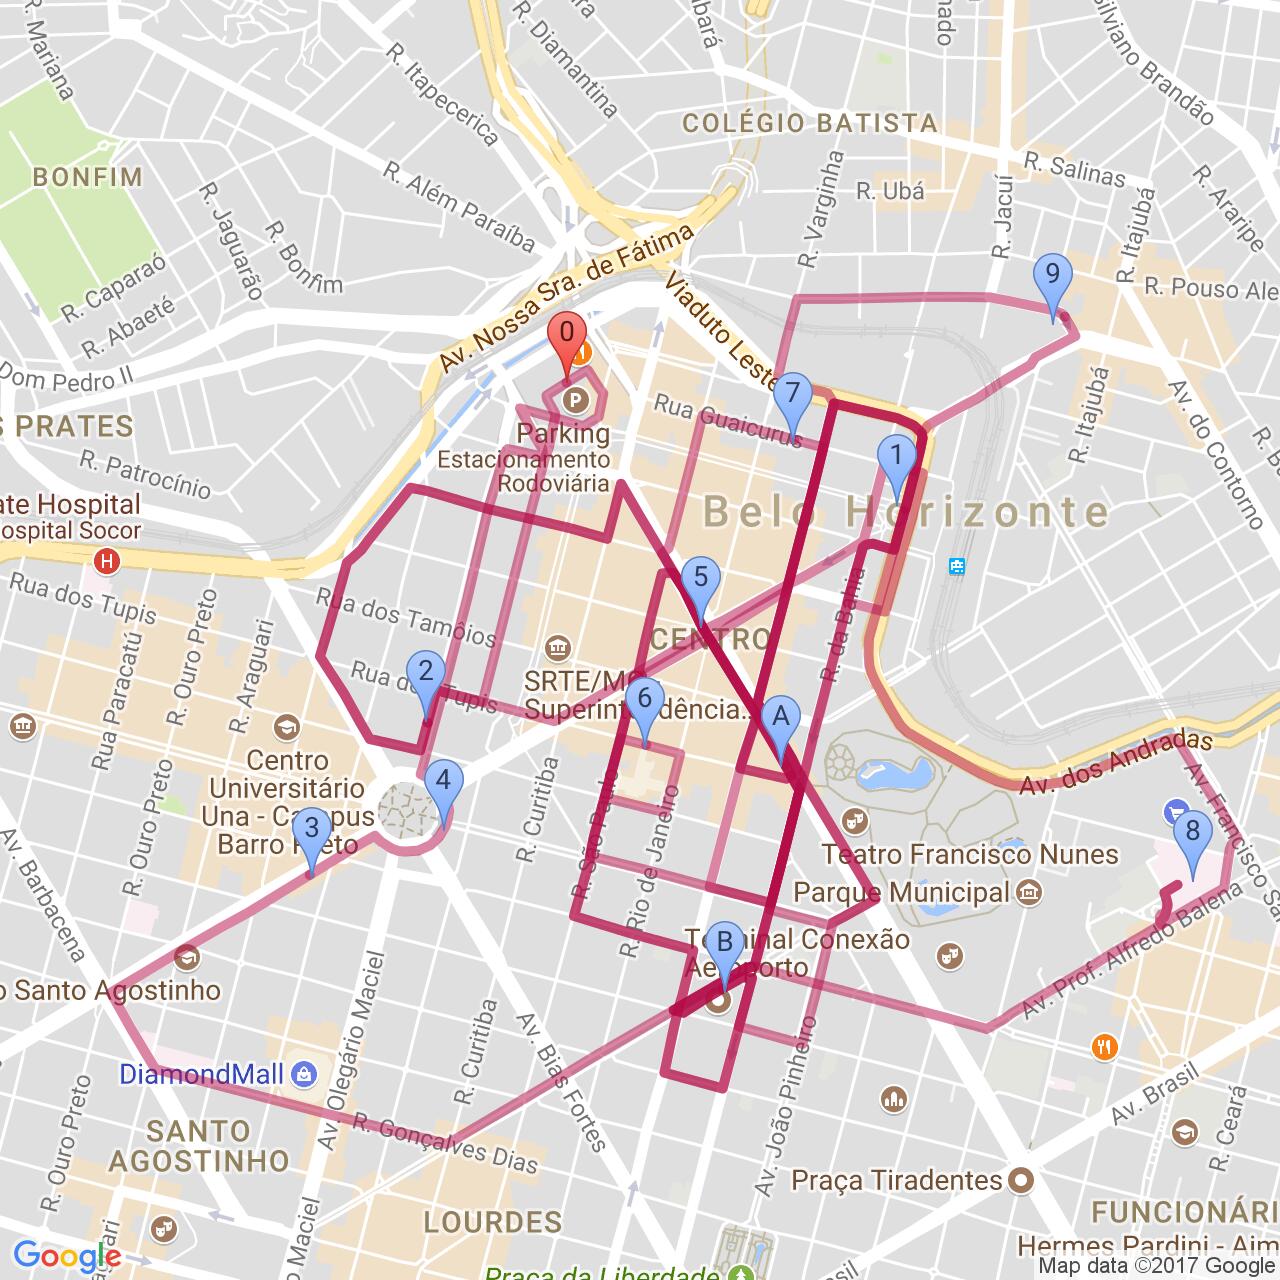 R. Mariana
R. Diamantina
R. Itapecerica
COLÉGIO BATISTA
Silviano Brandão
R. Salinas
BONFIM
R. Além Paraíba
R. Varginha
R. Ubá
R. Jacuí
R. Itajubá
R. Araripe
R. Jaguarão
R. Bonfim
R. Caparaó
R. Abaeté
Av. Nossa Sra. de Fátima
Viaduto Leste
R. Pouso Ale
9
0
Dom Pedro II
7
P
Rua Guaicurus
R. Itajubá
Av. do Contorno
S PRATES
Parking
Estacionamento
Rodoviária
R. Patrocínio
1
Belo Horizonte
ate Hospital
ospital Socor
H
Rua dos Tupis
R. Ouro Preto
Rua Paracatú
R. Araguari
Rua dos Tamôios
5
CENTRO
R. da Bahia
2
SRTE/MG
Superintendência...
6
A
Av. dos Andradas
Centro
Universitário
Una - Campus
Barro Preto
4
3
R. Curitiba
R. São Paulo
R. Rio de Janeiro
8
Av. Francisco Sa
Teatro Francisco Nunes
Parque Municipal
R. Ouro Preto
Av. Barbacena
Av. Prof. Alfredo Balena
B
Terminal Conexão
Aeroporto
o Santo Agostinho
Av. Olegário Maciel
R. Curitiba
Av. Bias Fortes
Av. João Pinheiro
DiamondMall
R. Gonçalves Dias
SANTO
AGOSTINHO
R. Ouro Preto
Av. Brasil
R. Ceará
Praça Tiradentes
LOURDES
FUNCIONÁRI
Hermes Pardini - Aim
Google
Praça da Liberdade
Map data ©2017 Google